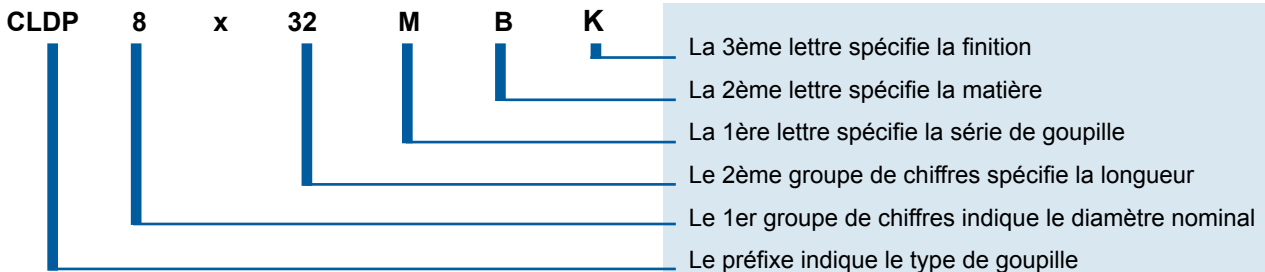 CLDP 8 x 32 M B K
La 3ème lettre spécifie la finition
La 2ème lettre spécifie la matière
La 1ère lettre spécifie la série de goupille
Le 2ème groupe de chiffres spécifie la longueur
Le 1er groupe de chiffres indique le diamètre nominal
Le préfixe indique le type de goupille